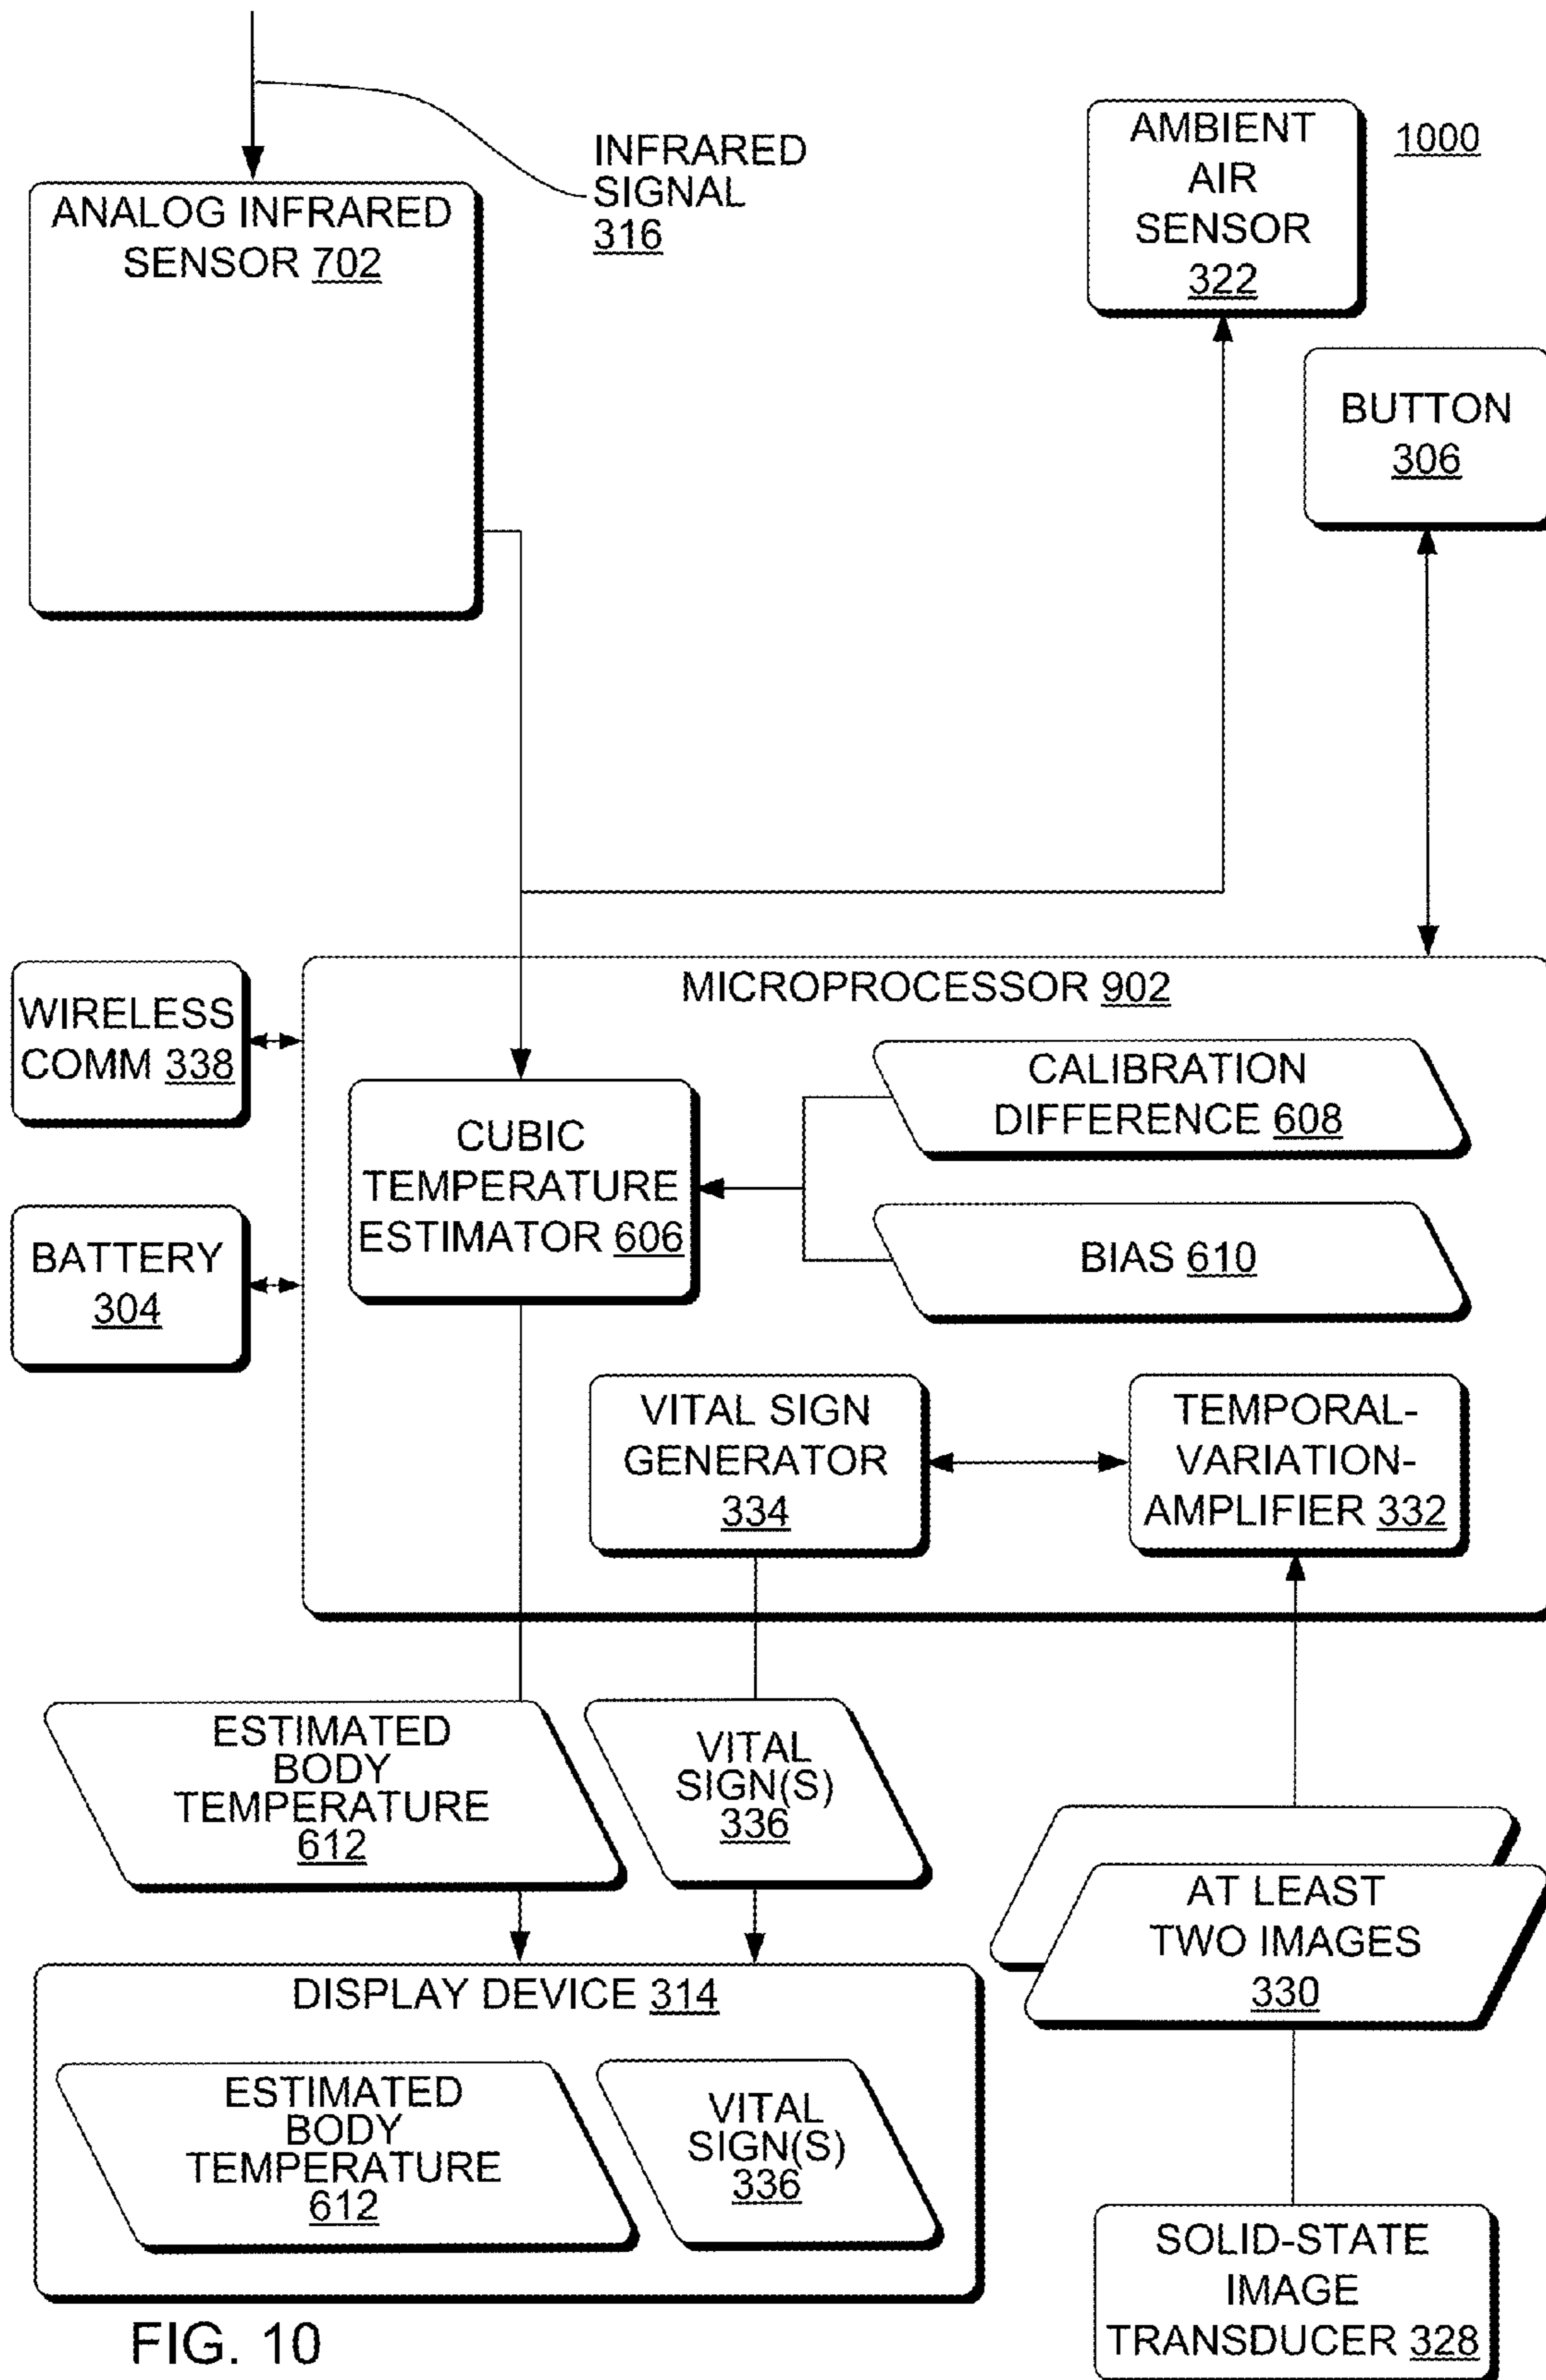 INFRARED
SIGNAL
316
AMBIENT
AIR
SENSOR
322
1000
ANALOG INFRARED
SENSOR 702
BUTTON
306
WIRELESS
COMM 338
MICROPROCESSOR 902
CALIBRATION
DIFFERENCE 608
CUBIC
TEMPERATURE
ESTIMATOR 606
BATTERY
304
BIAS 610
VITAL SIGN
GENERATOR
334
TEMPORAL-
VARIATION-
AMPLIFIER 332
ESTIMATED
BODY
TEMPERATURE
612
VITAL
SIGN(S)
336
AT LEAST
TWO IMAGES
330
DISPLAY DEVICE 314
ESTIMATED
BODY
TEMPERATURE
612
VITAL
SIGN(S)
336
SOLID-STATE
IMAGE
TRANSDUCER 328
FIG. 10